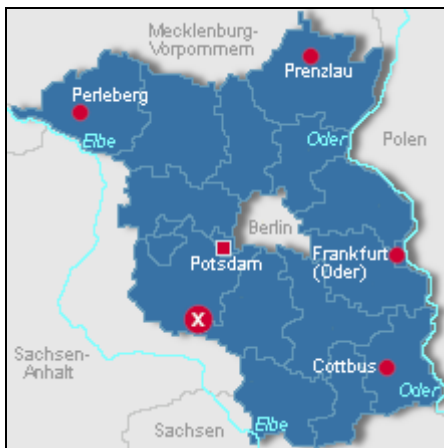 Mecklenburg-
Vorpommern
Prenzlau
Perleberg
Elbe
Oder
Polen
Berlin
Potsdam
Frankfurt
(Oder)
X
Sachsen-
Anhalt
Cottbus
Oder
Elbe
Sachsen